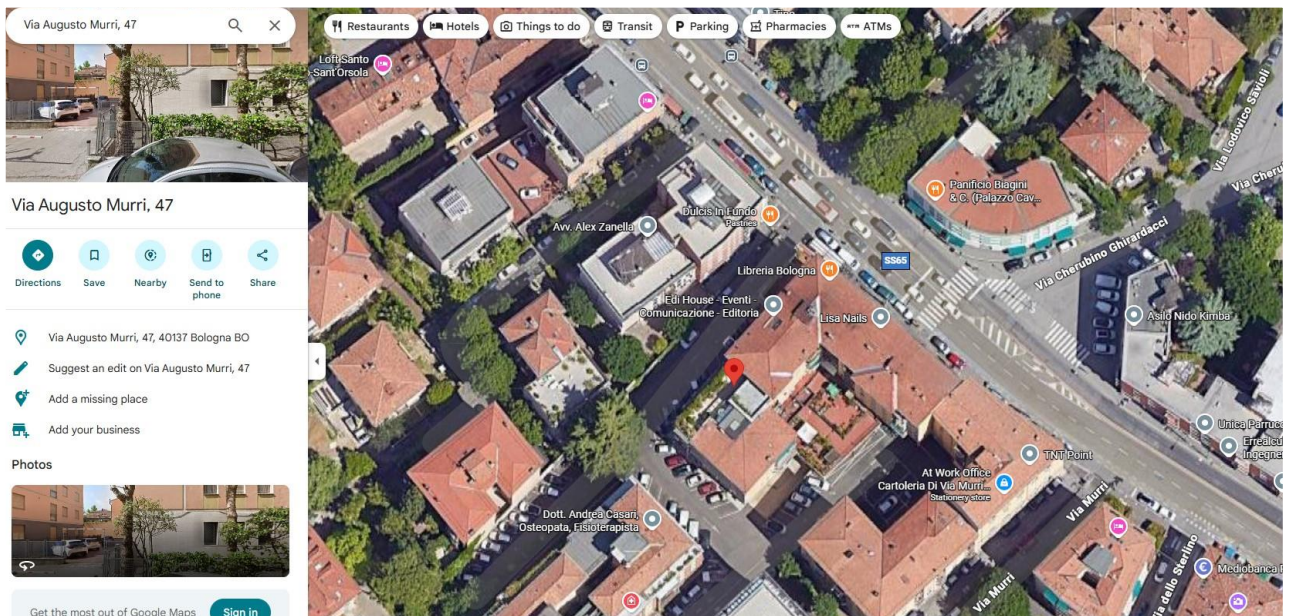 Via Augusto Murri, 47
Restaurants
Hotels
Things to do
Transit
P Parking
Pharmacies
ATM ATMs
Via Augusto Murri, 47
Directions
Save
Nearby
Send to
phone
Share
Via Augusto Murri, 47, 40137 Bologna BO
Suggest an edit on Via Augusto Murri, 47
Add a missing place
Add your business
Photos
Get the most out of Google Maps
Sign in
Loft Santo
-Sant'Orsola
Avv. Alex Zanella
Dulcis In Fundo
Pastries
Panificio Biagini
& C. (Palazzo Cav...
Via Lodovico Savioli
Via Cheru
Via Cherubino Ghirardacci
SS65
Libreria Bologna
Edi House - Eventi -
Comunicazione - Editoria
Lisa Nails
Asilo Nido Kimba
Unica Parruc
Errealcu
Ingegne
TNT Point
At Work Office
Cartoleria Di Via Murri...
Stationery store
Dott. Andrea Casari,
Osteopata, Fisioterapista
Via Murri
Via Murri
ia dello Sterlino
Mediobanca